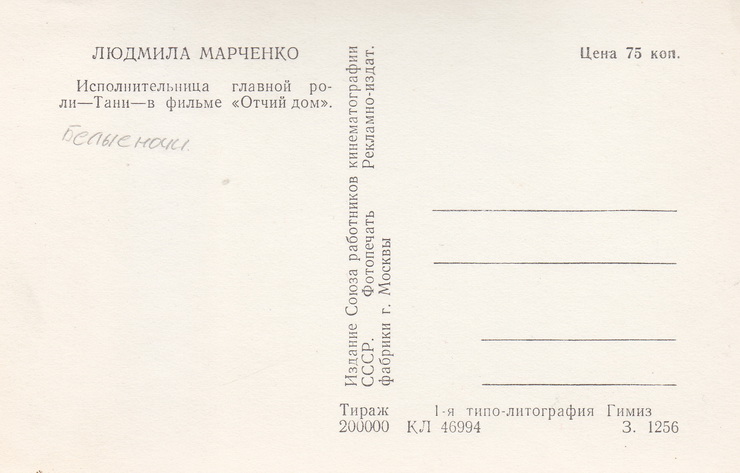 ЛЮДМИЛА МАРЧЕНКО
Исполнительница главной ро-
ли—Тани—в фильме «Отчий дом».
Белые ночи.
Издание Союза работников кинематографии
СССР. Фотопечать Рекламно-издат.
фабрики г. Москвы
Цена 75 коп.
Тираж 1-я типо-литография Гимиз
200000 КЛ 46994 З. 1256